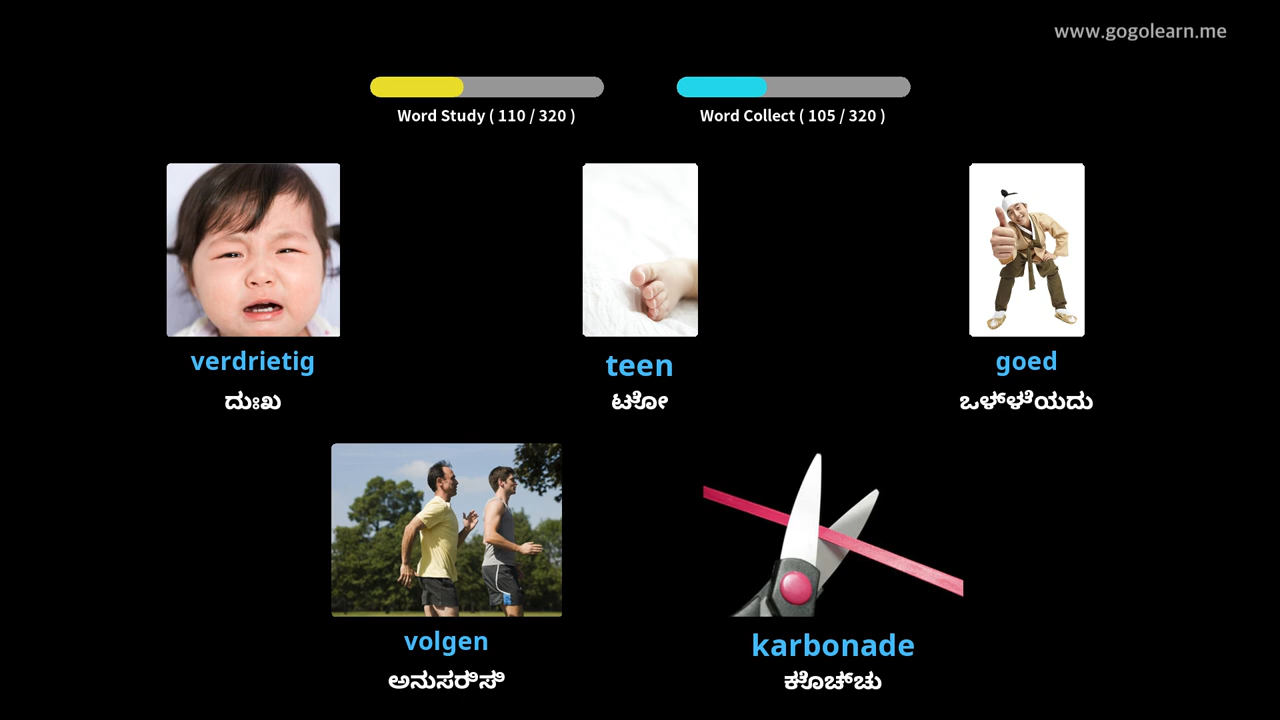 www.gogolearn.me
Word Study ( 110 / 320 )
Word Collect ( 105 / 320 )
verdrietig
teen
goed
ದುಃಖ
ಟೋ
ಒಳ್ಳೆಯದು
volgen
karbonade
ಅನುಸರಿಸಿ
ಕೊಚ್ಚು